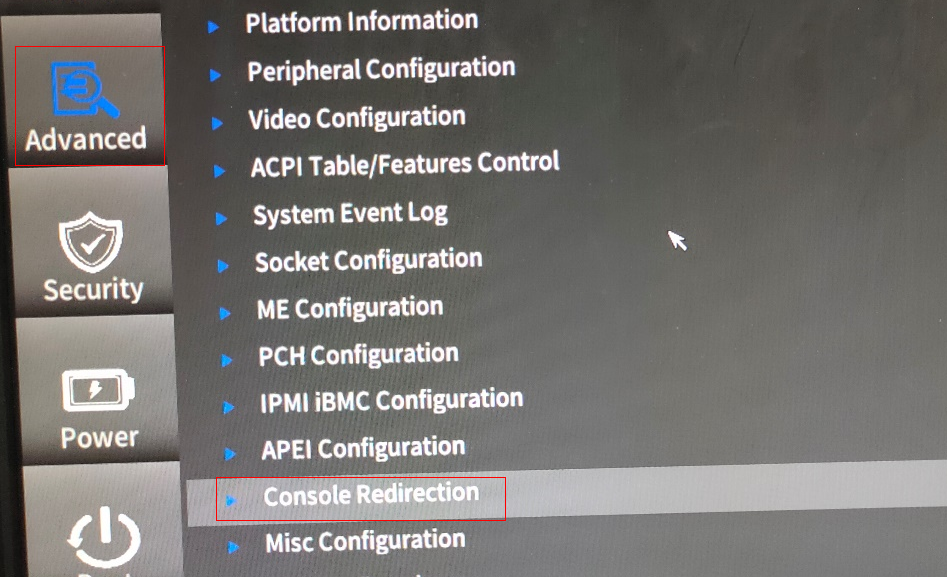 Platform Information
Peripheral Configuration
Video Configuration
ACPI Table/Features Control
System Event Log
Socket Configuration
ME Configuration
PCH Configuration
IPMI iBMC Configuration
APEI Configuration
Console Redirection
Misc Configuration
Advanced
Security
Power